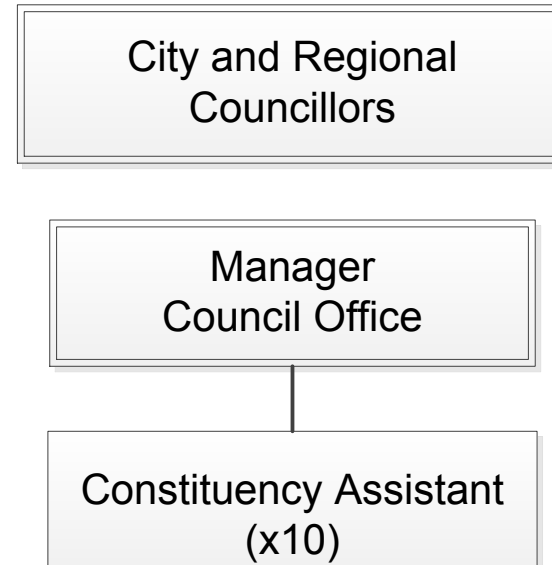 City and Regional
Councillors
Manager
Council Office
Constituency Assistant
(x10)